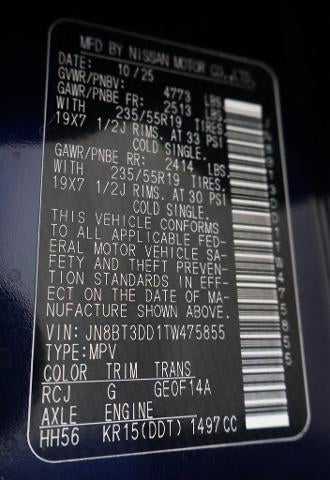 MFD BY NISSAN MOTOR CO.,LTD.
DATE: 10/25
GVWR/PNBV: 4773 LBS
GAWR/PNBE FR: 2513 LBS.
WITH 235/55R19 TIRES,
19X7 1/2J RIMS. AT 33 PSI
COLD SINGLE.
GAWR/PNBE RR: 2414 LBS.
WITH 235/55R19 TIRES,
19X7 1/2J RIMS. AT 30 PSI
COLD SINGLE.
THIS VEHICLE CONFORMS
TO ALL APPLICABLE FED-
ERAL MOTOR VEHICLE SA-
FETY AND THEFT PREVEN-
TION STANDARDS IN EFF-
ECT ON THE DATE OF MA-
NUFACTURE SHOWN ABOVE.
VIN: JN8BT3DD1TW475855
TYPE: MPV
COLOR TRIM TRANS
RCJ G GE0F14A
AXLE ENGINE
HH56 KR15(DDT) 1497CC